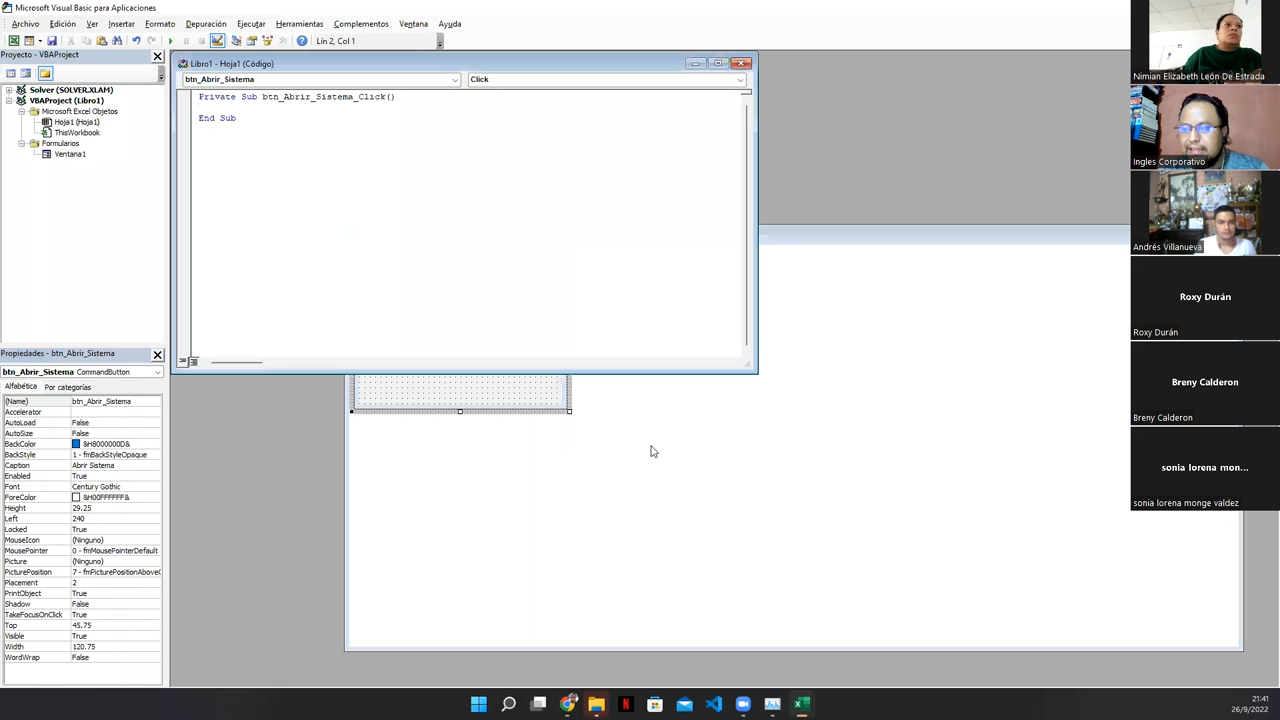 Microsoft Visual Basic para Aplicaciones
Archivo Edición Ver Insertar Formato Depuración Ejecutar Herramientas Complementos Ventana Ayuda
Lín 2, Col 1
Proyecto - VBAProject
Solver (SOLVER.XLAM)
VBAProject (Libro1)
Microsoft Excel Objetos
Hoja1 (Hoja1)
ThisWorkbook
Formularios
Ventana1
Libro1 - Hoja1 (Código)
btn_Abrir_Sistema Click
Private Sub btn_Abrir_Sistema_Click()
End Sub
Propiedades - btn_Abrir_Sistema
btn_Abrir_Sistema CommandButton
Alfabética Por categorías
(Name) btn_Abrir_Sistema
Accelerator
AutoLoad False
AutoSize False
BackColor &H8000000D&
BackStyle 1 - fmBackStyleOpaque
Caption Abrir Sistema
Enabled True
Font Century Gothic
ForeColor &H00FFFFFF&
Height 29.25
Left 240
Locked True
MouseIcon (Ninguno)
MousePointer 0 - fmMousePointerDefault
Picture (Ninguno)
PicturePosition 7 - fmPicturePositionAboveC
Placement 2
PrintObject True
Shadow False
TakeFocusOnClick True
Top 45.75
Visible True
Width 120.75
WordWrap False
Nimian Elizabeth León De Estrada
Ingles Corporativo
Andrés Villanueva
Roxy Durán
Roxy Durán
Breny Calderon
Breny Calderon
sonia lorena mon...
sonia lorena monge valdez
21:41
26/9/2022